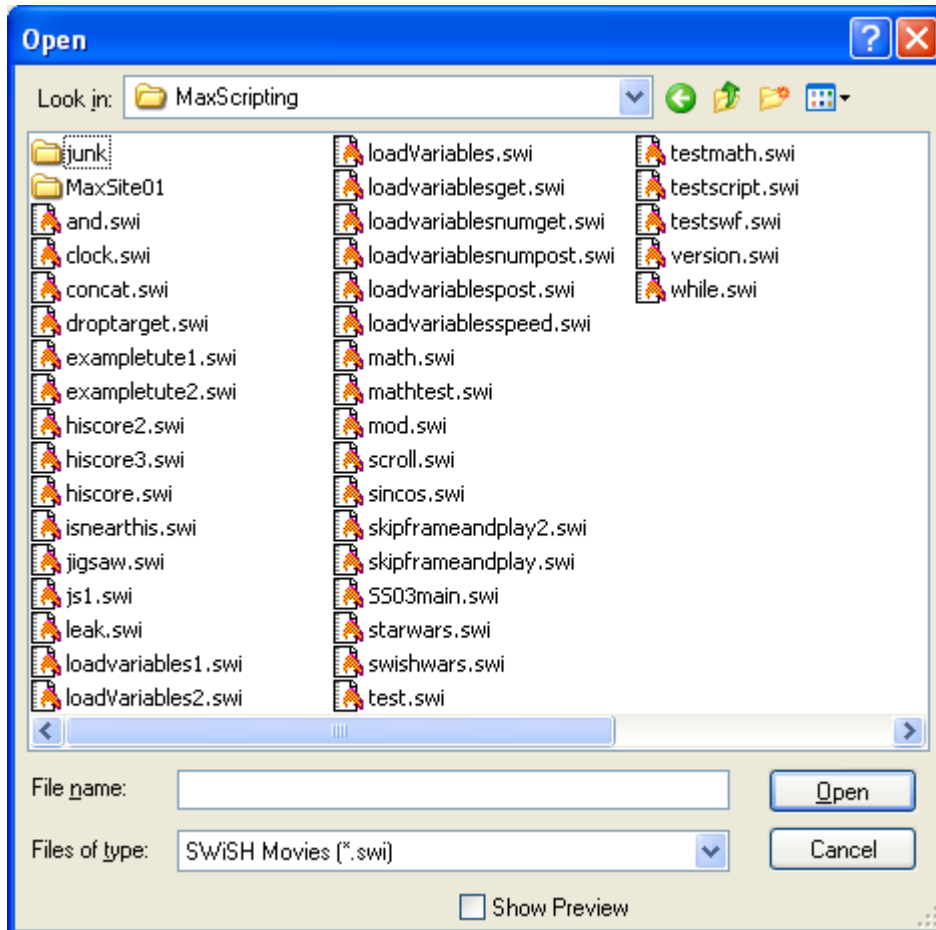 Open
Look in: MaxScripting
junk
MaxSite01
and.swi
clock.swi
concat.swi
droptarget.swi
exampletute1.swi
exampletute2.swi
hiscore2.swi
hiscore3.swi
hiscore.swi
isnearthis.swi
jigsaw.swi
js1.swi
leak.swi
loadvariables1.swi
loadVariables2.swi
loadVariables.swi
loadvariablesget.swi
loadvariablesnumget.swi
loadvariablesnumpost.swi
loadvariablespost.swi
loadvariablesspeed.swi
math.swi
mathtest.swi
mod.swi
scroll.swi
sincos.swi
skipframeandplay2.swi
skipframeandplay.swi
SS03main.swi
starwars.swi
swishwars.swi
test.swi
testmath.swi
testscript.swi
testswf.swi
version.swi
while.swi
File name:
Open
Files of type: SWiSH Movies (*.swi)
Cancel
Show Preview